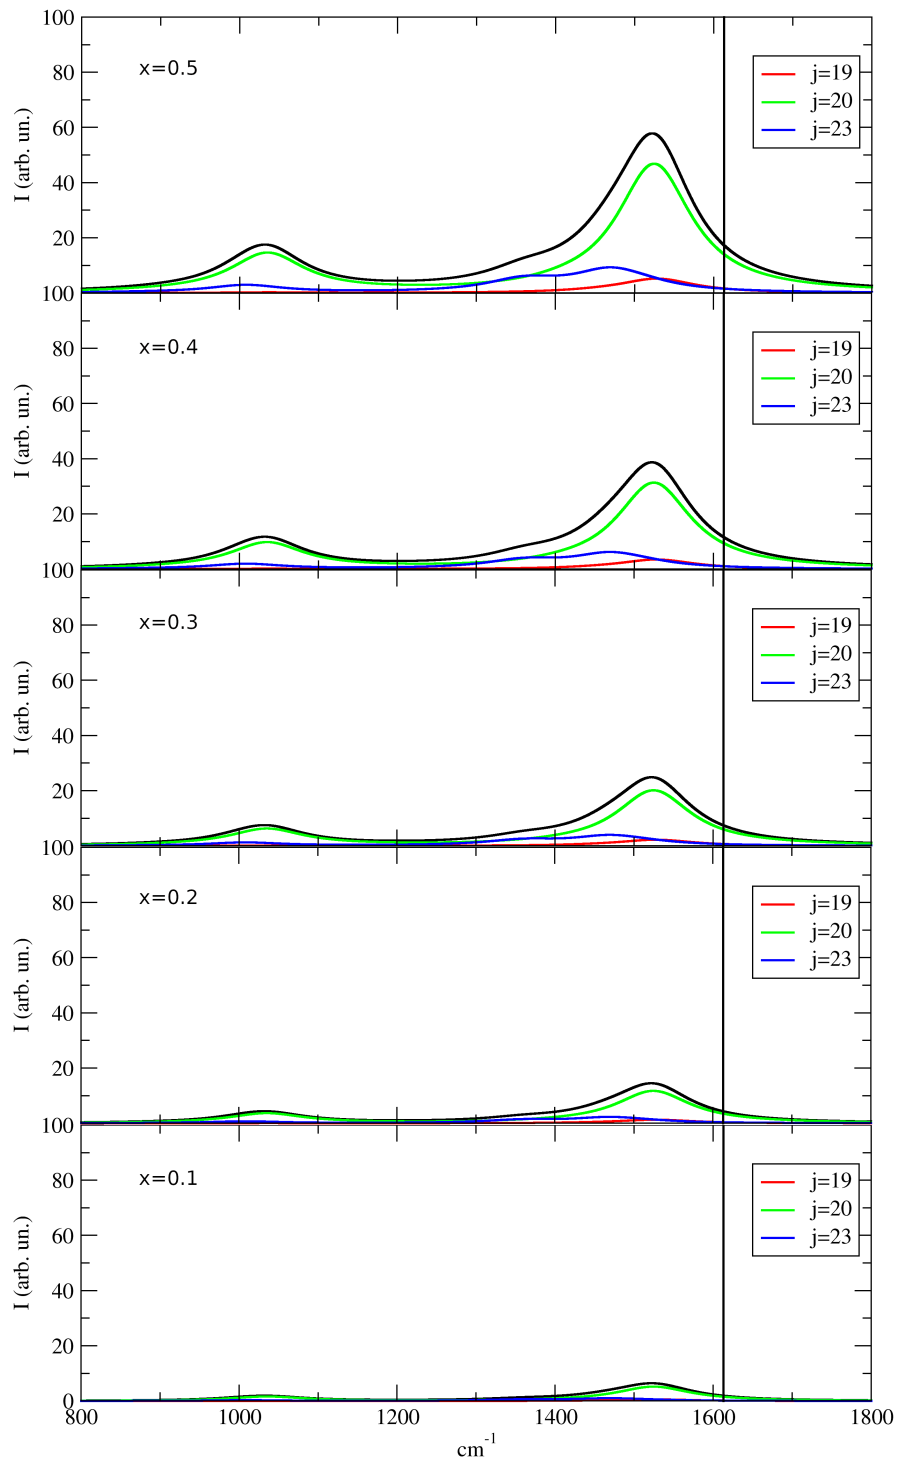 100
x=0.5
80
60
40
20
I (arb. un.)
j=19
j=20
j=23
100
x=0.4
80
60
40
20
I (arb. un.)
j=19
j=20
j=23
100
x=0.3
80
60
40
20
I (arb. un.)
j=19
j=20
j=23
100
x=0.2
80
60
40
20
I (arb. un.)
j=19
j=20
j=23
100
x=0.1
80
60
40
20
0
I (arb. un.)
j=19
j=20
j=23
800 1000 1200 1400 1600 1800
cm⁻¹